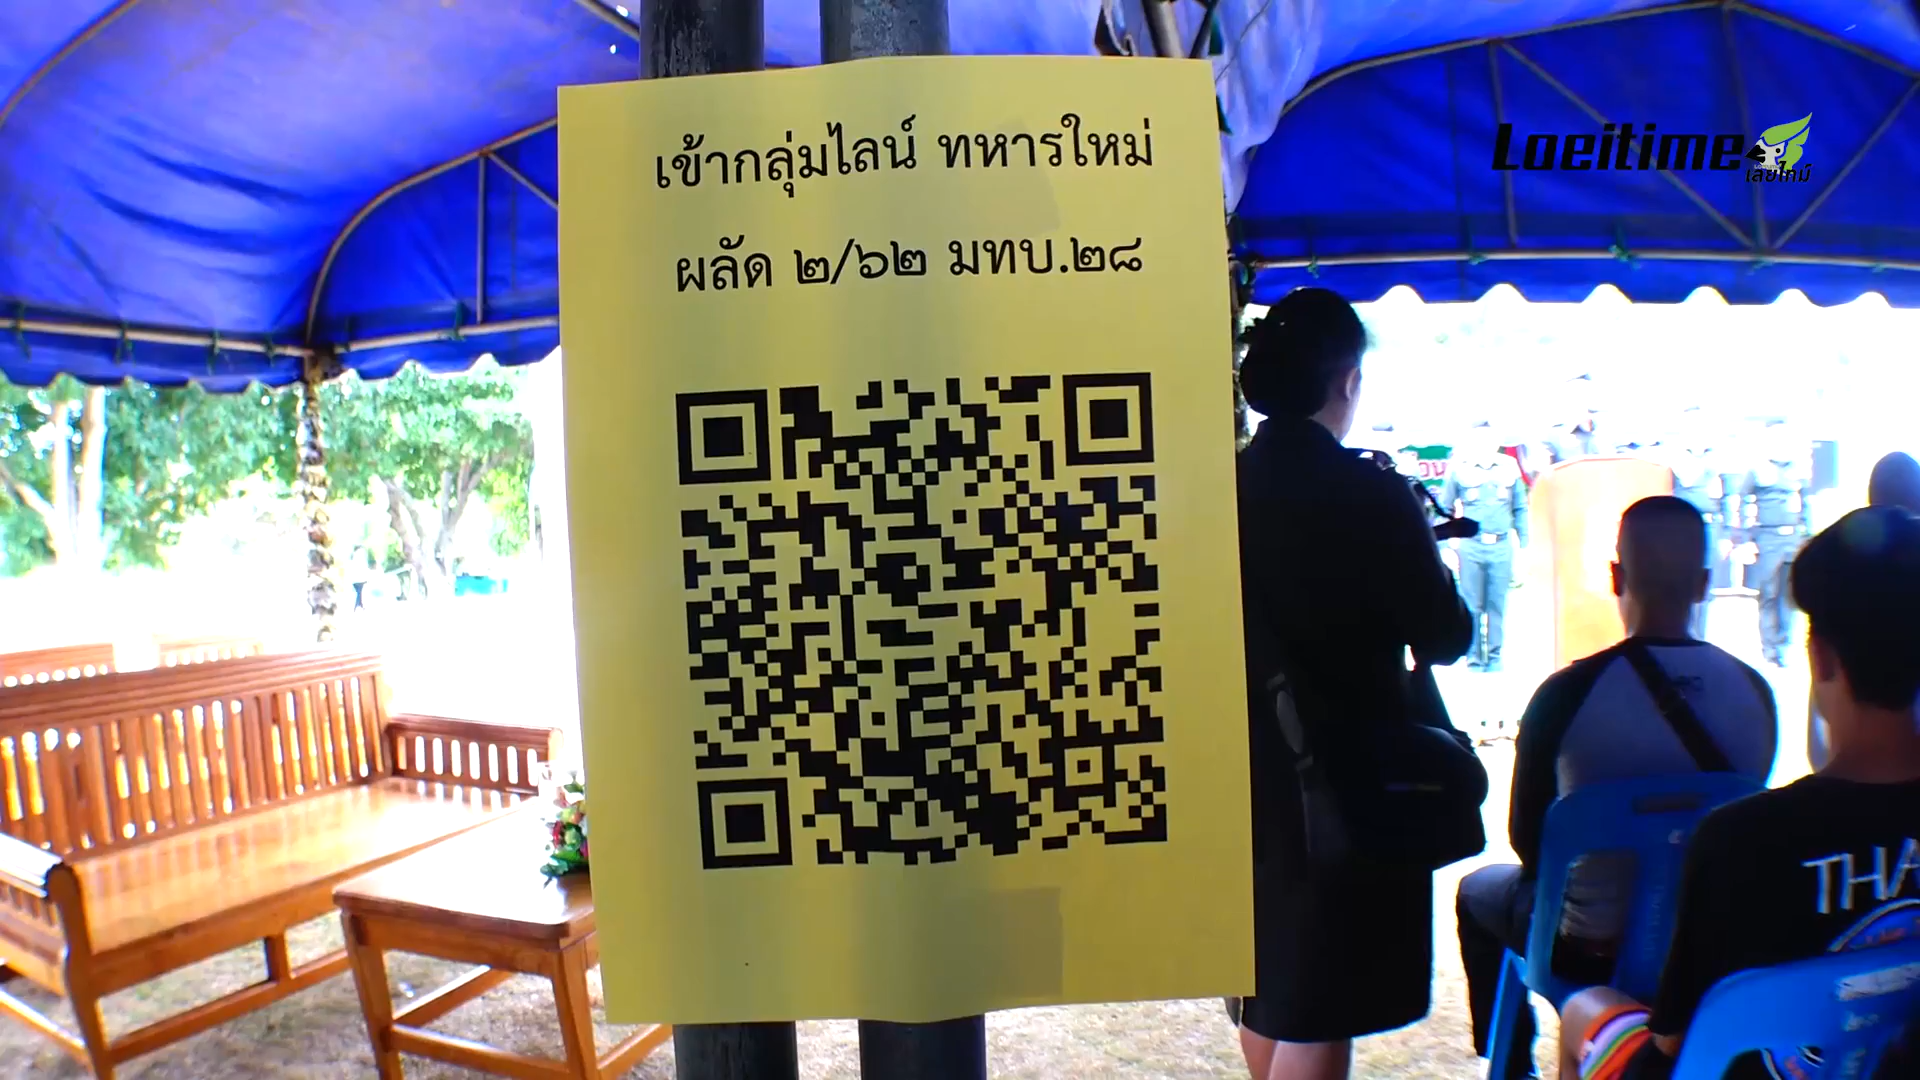 เข้ากลุ่มไลน์ ทหารใหม่
ผลัด ๒/๖๒ มทบ.๒๘
Loeitime
เลยไทม์
THA